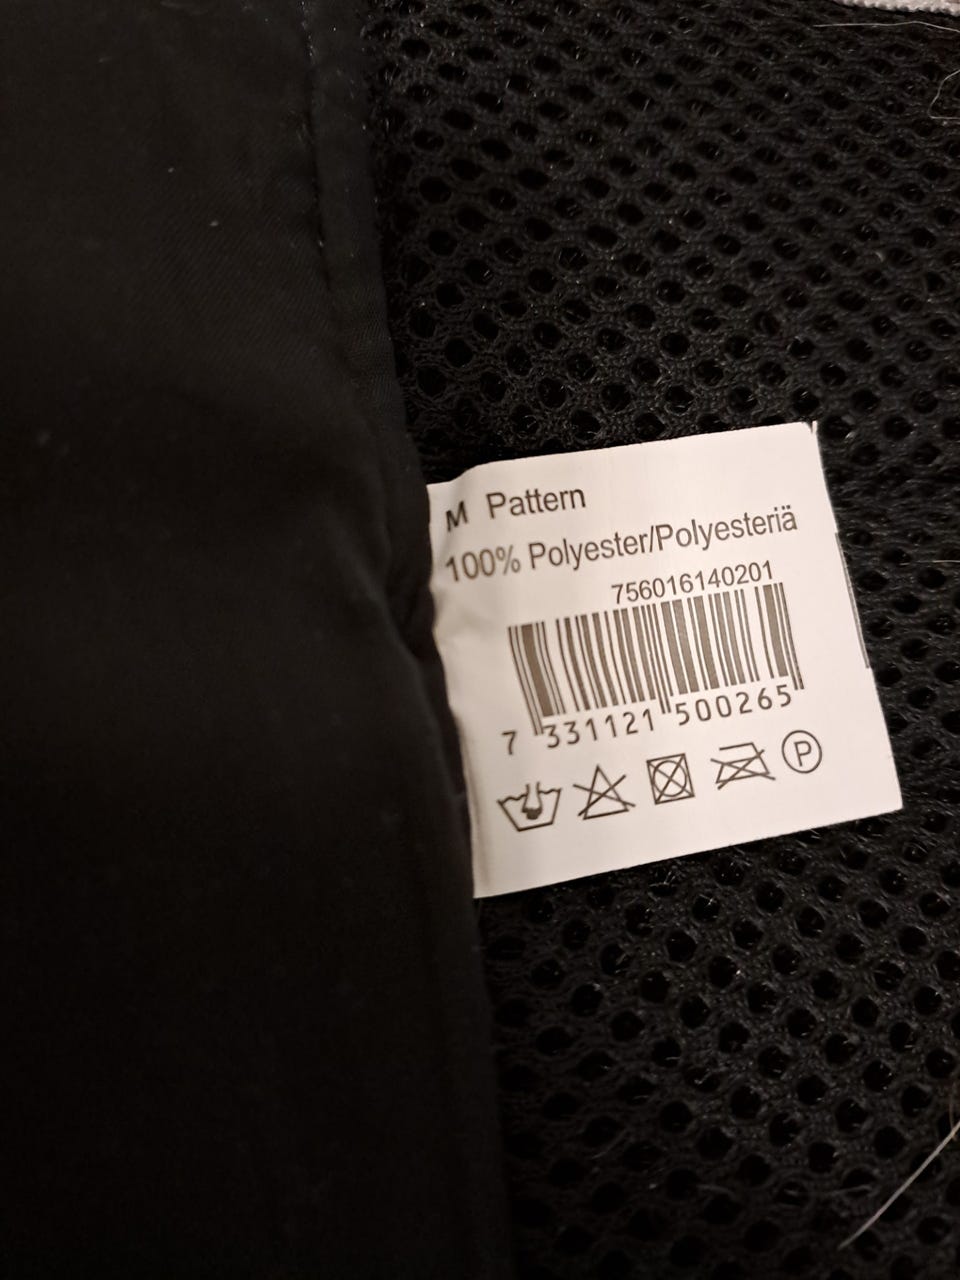 M Pattern
100% Polyester/Polyesteriä
756016140201
7 331121 500265
P